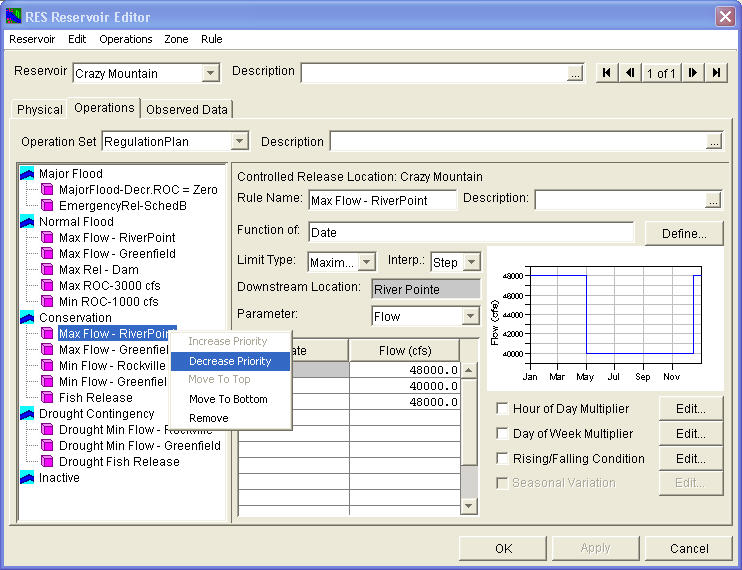 RES Reservoir Editor
Reservoir Edit Operations Zone Rule
Reservoir Crazy Mountain Description ... 1 of 1
Physical Operations Observed Data
Operation Set RegulationPlan Description ...
Major Flood
MajorFlood-Decr.ROC = Zero
EmergencyRel-SchedB
Normal Flood
Max Flow - RiverPoint
Max Flow - Greenfield
Max Rel - Dam
Max ROC-3000 cfs
Min ROC-1000 cfs
Conservation
Max Flow - RiverPoint
Max Flow - Greenfiel
Min Flow - Rockville
Min Flow - Greenfiel
Fish Release
Drought Contingency
Drought Min Flow - Rockville
Drought Min Flow - Greenfield
Drought Fish Release
Inactive
Increase Priority
Decrease Priority
Move To Top
Move To Bottom
Remove
Controlled Release Location: Crazy Mountain
Rule Name: Max Flow - RiverPoint Description: ...
Function of: Date Define...
Limit Type: Maxim... Interp.: Step
Downstream Location: River Pointe
Parameter: Flow
ate Flow (cfs)
48000.0
40000.0
48000.0
Flow (cfs)
48000
46000
44000
42000
40000
Jan Mar May Jul Sep Nov
Hour of Day Multiplier Edit...
Day of Week Multiplier Edit...
Rising/Falling Condition Edit...
Seasonal Variation Edit...
OK Apply Cancel